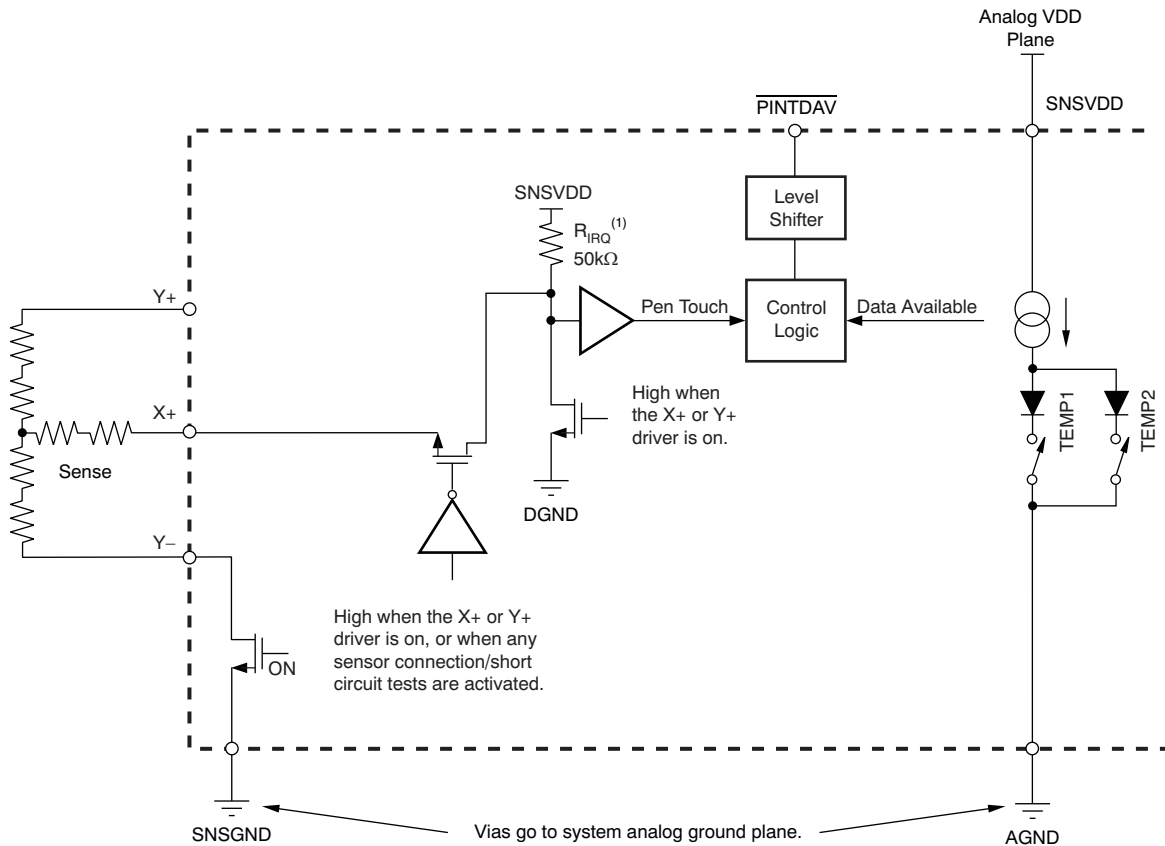 Analog VDD
Plane
SNSVDD
PINTDAV
Level
Shifter
SNSVDD
R_IRQ^(1)
50kΩ
Y+
Pen Touch
Control
Logic
Data Available
TEMP1
TEMP2
High when
the X+ or Y+
driver is on.
X+
Sense
DGND
Y–
High when the X+ or Y+
driver is on, or when any
sensor connection/short
circuit tests are activated.
ON
SNSGND
Vias go to system analog ground plane.
AGND